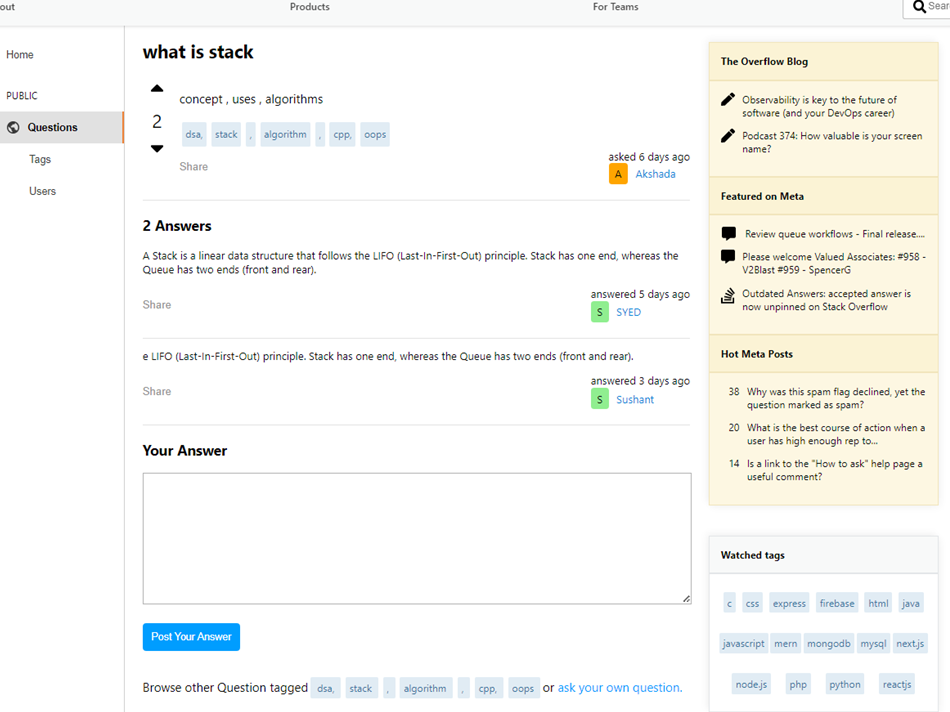 out Products For Teams Sear
Home
PUBLIC
Questions
Tags
Users
what is stack
2
concept , uses , algorithms
dsa, stack , algorithm , cpp, oops
Share
asked 6 days ago
A Akshada
2 Answers
A Stack is a linear data structure that follows the LIFO (Last-In-First-Out) principle. Stack has one end, whereas the
Queue has two ends (front and rear).
Share
answered 5 days ago
S SYED
e LIFO (Last-In-First-Out) principle. Stack has one end, whereas the Queue has two ends (front and rear).
Share
answered 3 days ago
S Sushant
Your Answer
Post Your Answer
Browse other Question tagged dsa, stack , algorithm , cpp, oops or ask your own question.
The Overflow Blog
Observability is key to the future of
software (and your DevOps career)
Podcast 374: How valuable is your screen
name?
Featured on Meta
Review queue workflows - Final release....
Please welcome Valued Associates: #958 -
V2Blast #959 - SpencerG
Outdated Answers: accepted answer is
now unpinned on Stack Overflow
Hot Meta Posts
38 Why was this spam flag declined, yet the
question marked as spam?
20 What is the best course of action when a
user has high enough rep to...
14 Is a link to the "How to ask" help page a
useful comment?
Watched tags
c css express firebase html java
javascript mern mongodb mysql next.js
node.js php python reactjs